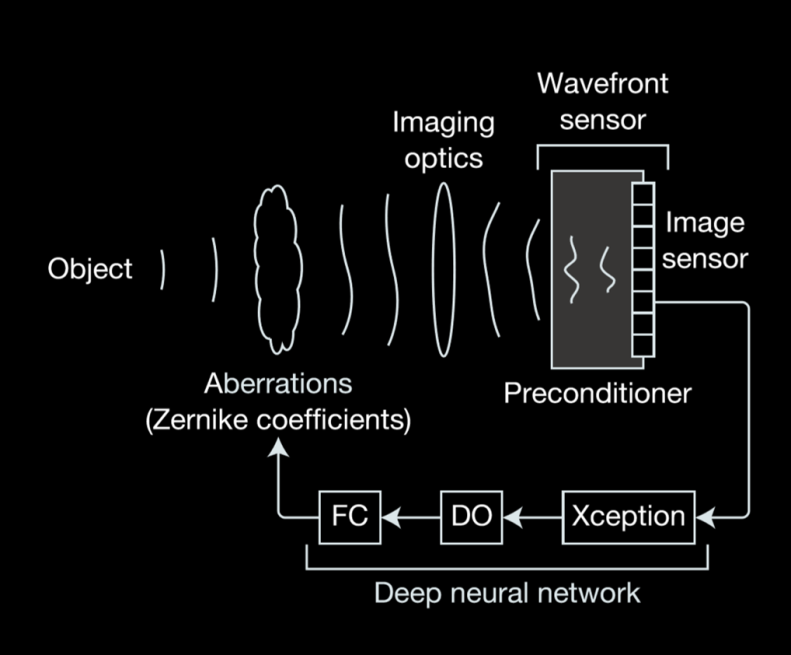 Wavefront
sensor
Imaging
optics
Image
sensor
Object
Aberrations
(Zernike coefficients)
Preconditioner
FC
DO
Xception
Deep neural network